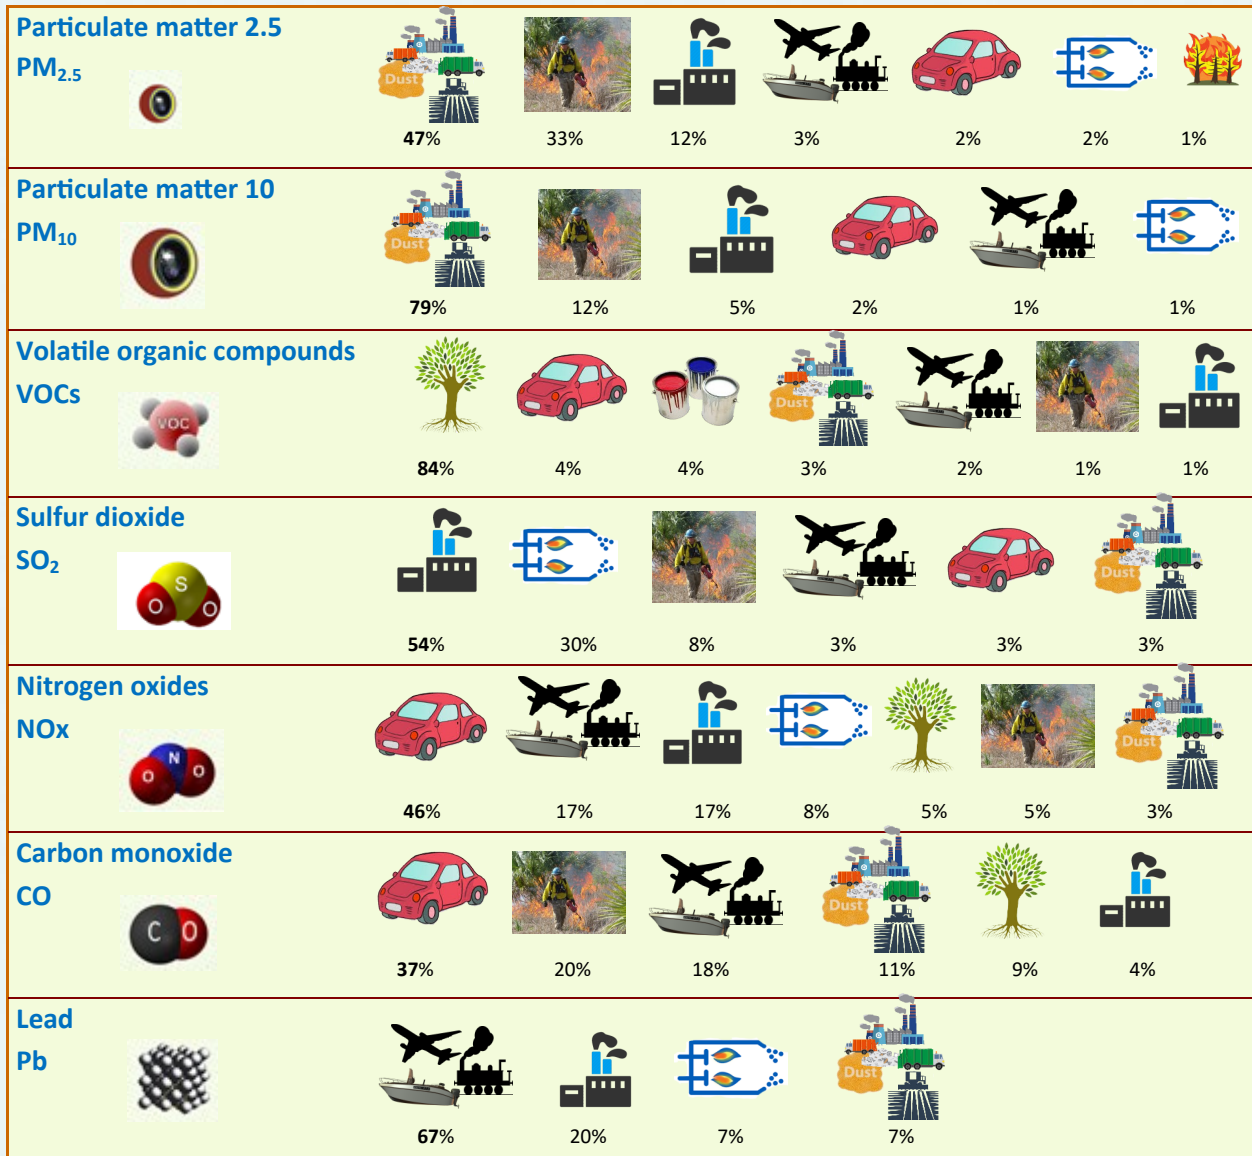 Particulate matter 2.5
PM2.5
Dust
47% 33% 12% 3% 2% 2% 1%
Particulate matter 10
PM10
Dust
79% 12% 5% 2% 1% 1%
Volatile organic compounds
VOCs
VOC
Dust
84% 4% 4% 3% 2% 1% 1%
Sulfur dioxide
SO2
S
O O
Dust
54% 30% 8% 3% 3% 3%
Nitrogen oxides
NOx
N
O O
Dust
46% 17% 17% 8% 5% 5% 3%
Carbon monoxide
CO
C O
Dust
37% 20% 18% 11% 9% 4%
Lead
Pb
Dust
67% 20% 7% 7%